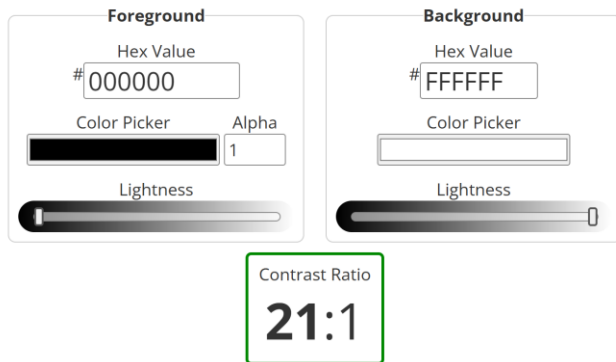 Foreground
Hex Value
#000000
Color Picker
Alpha
1
Lightness
Background
Hex Value
#FFFFFF
Color Picker
Lightness
Contrast Ratio
21:1